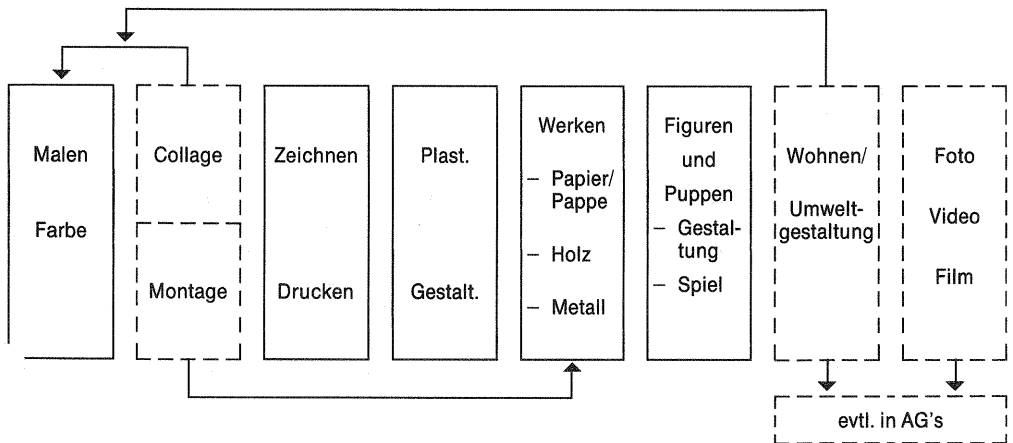 Malen
Farbe
Collage
Montage
Zeichnen
Drucken
Plast.
Gestalt.
Werken
– Papier/
Pappe
– Holz
– Metall
Figuren
und
Puppen
– Gestal-
tung
– Spiel
Wohnen/
Umwelt-
gestaltung
Foto
Video
Film
evtl. in AG's